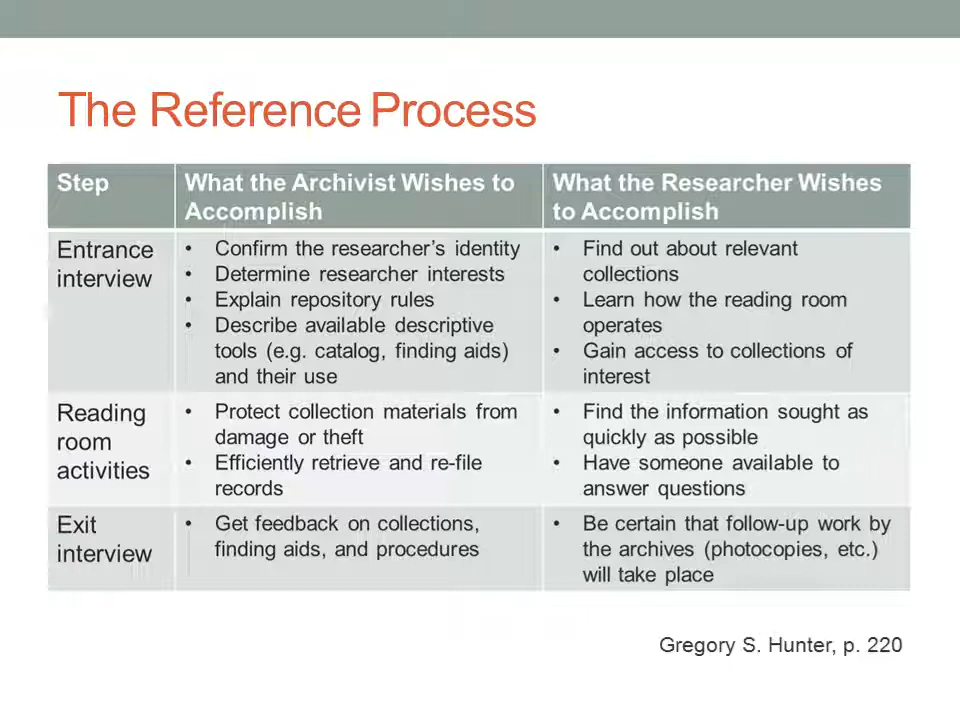 The Reference Process
Step
What the Archivist Wishes to
Accomplish
What the Researcher Wishes
to Accomplish
Entrance
interview
• Confirm the researcher's identity
• Determine researcher interests
• Explain repository rules
• Describe available descriptive
tools (e.g. catalog, finding aids)
and their use
• Find out about relevant
collections
• Learn how the reading room
operates
• Gain access to collections of
interest
Reading
room
activities
• Protect collection materials from
damage or theft
• Efficiently retrieve and re-file
records
• Find the information sought as
quickly as possible
• Have someone available to
answer questions
Exit
interview
• Get feedback on collections,
finding aids, and procedures
• Be certain that follow-up work by
the archives (photocopies, etc.)
will take place
Gregory S. Hunter, p. 220